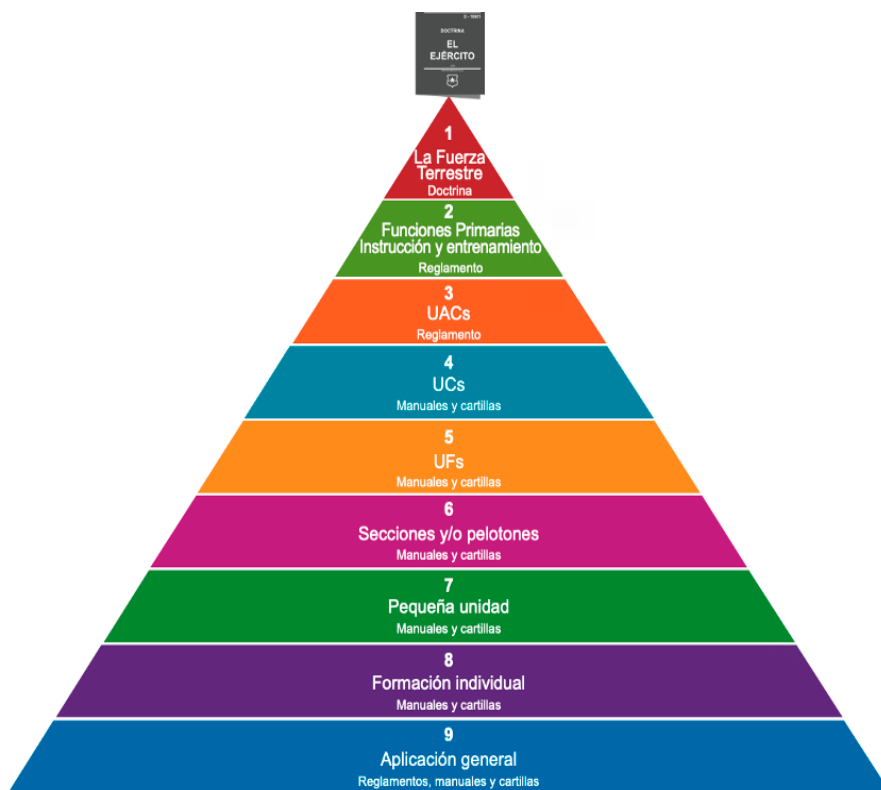 DOCTRINA
EL
EJÉRCITO
1
La Fuerza
Terrestre
Doctrina
2
Funciones Primarias
Instrucción y entrenamiento
Reglamento
3
UACs
Reglamento
4
UCs
Manuales y cartillas
5
UFs
Manuales y cartillas
6
Secciones y/o pelotones
Manuales y cartillas
7
Pequeña unidad
Manuales y cartillas
8
Formación individual
Manuales y cartillas
9
Aplicación general
Reglamentos, manuales y cartillas